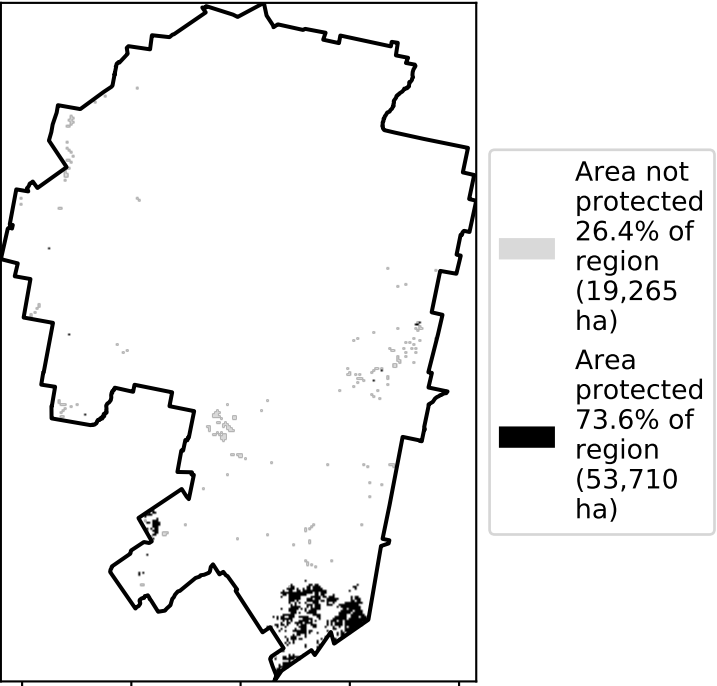 Area not
protected
26.4% of
region
(19,265
ha)
Area
protected
73.6% of
region
(53,710
ha)